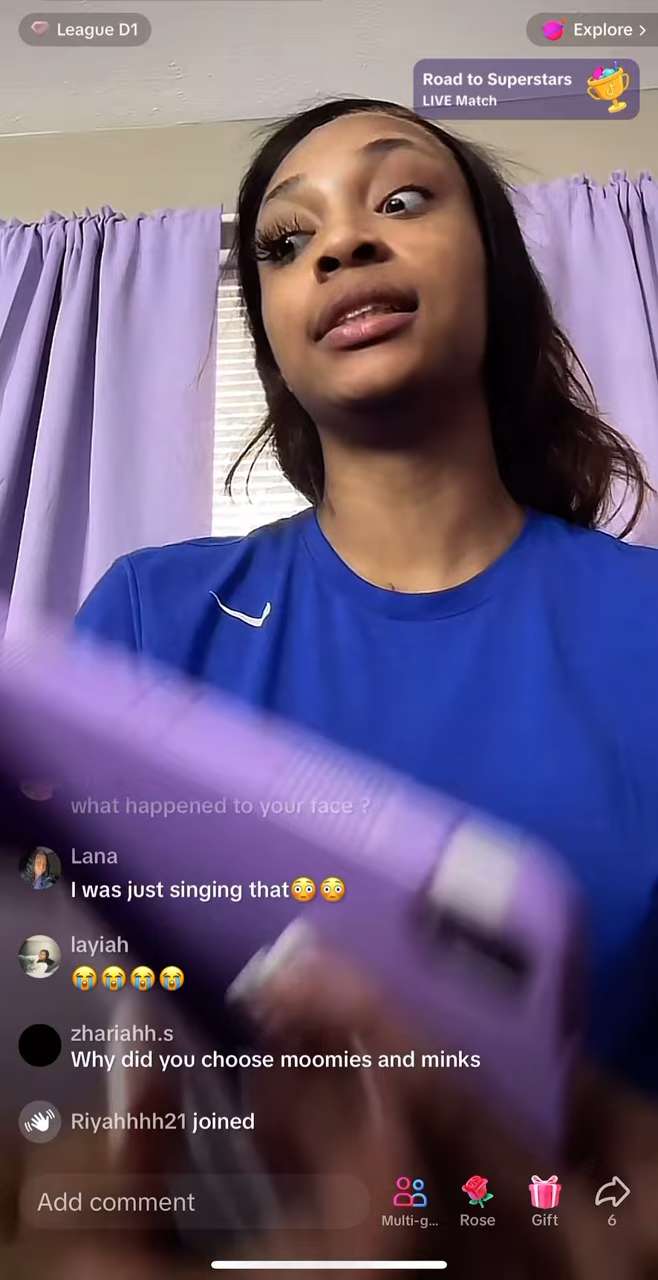 League D1
Explore >
Road to Superstars
LIVE Match
what happened to your face ?
Lana
I was just singing that😳😳
layiah
😭😭😭😭
zhariahh.s
Why did you choose moomies and minks
Riyahhhh21 joined
Add comment
Multi-g...
Rose
Gift
6